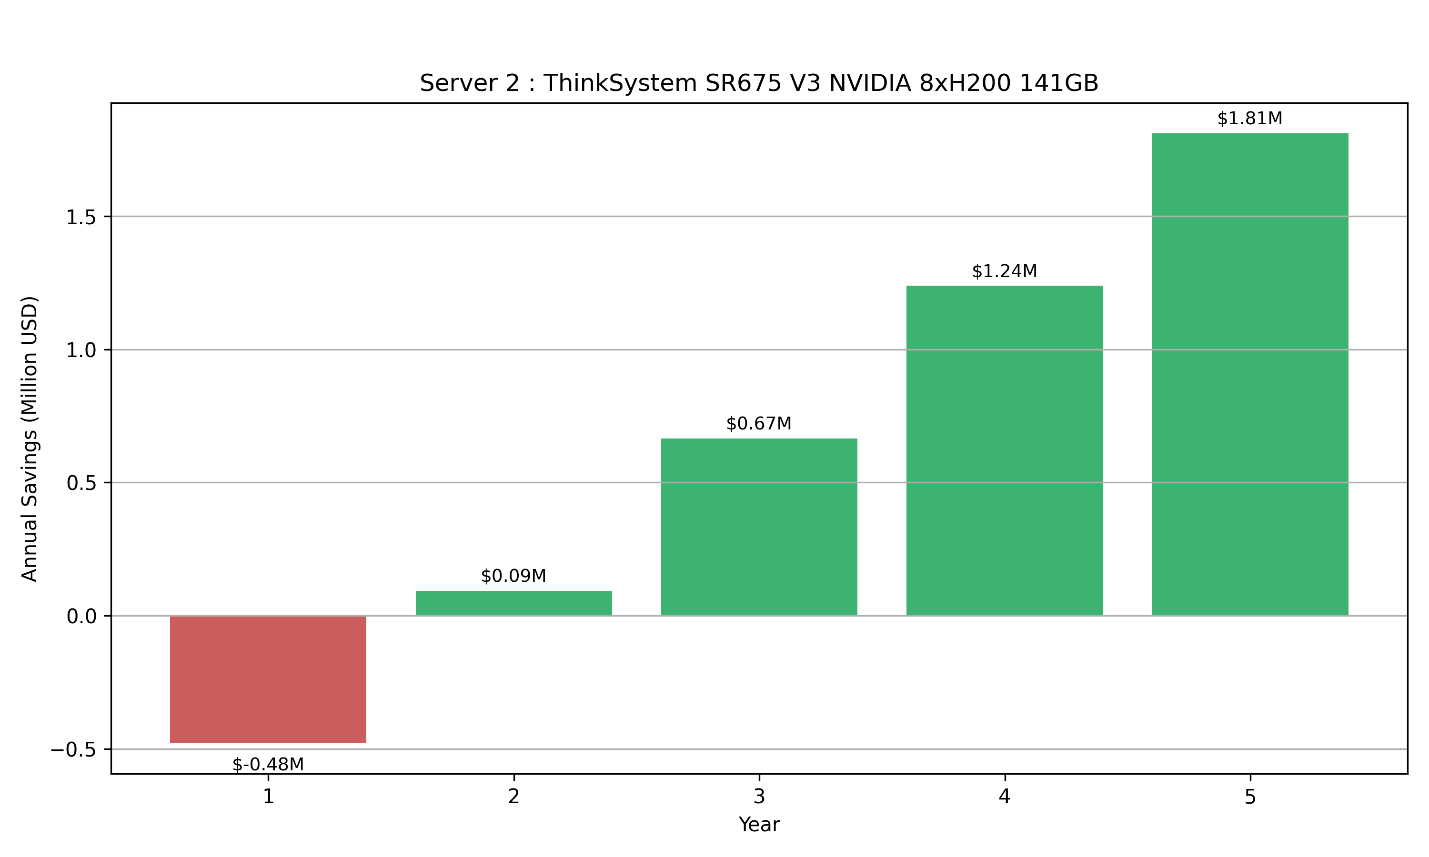 Server 2 : ThinkSystem SR675 V3 NVIDIA 8xH200 141GB
Annual Savings (Million USD)
1.5
1.0
0.5
0.0
−0.5
$-0.48M
$0.09M
$0.67M
$1.24M
$1.81M
1
2
3
4
5
Year